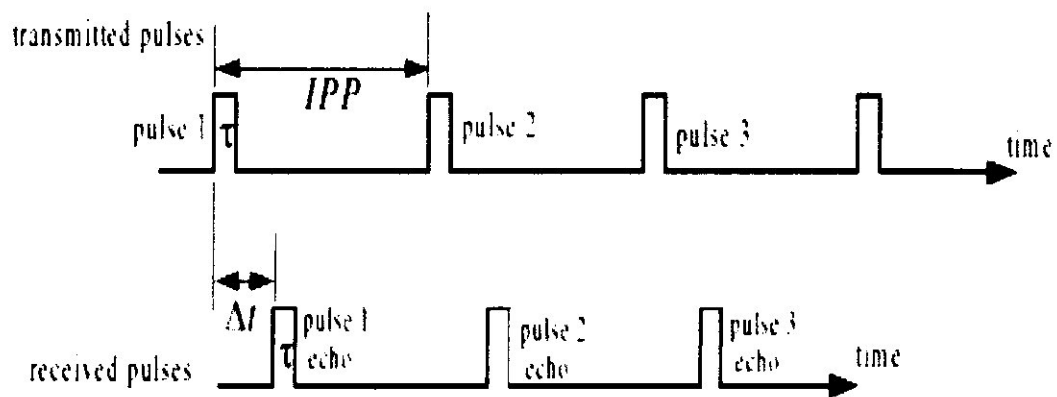 transmitted pulses
IPP
pulse 1
τ
pulse 2
pulse 3
time
Δt
τ
pulse 1
echo
pulse 2
echo
pulse 3
echo
time
received pulses